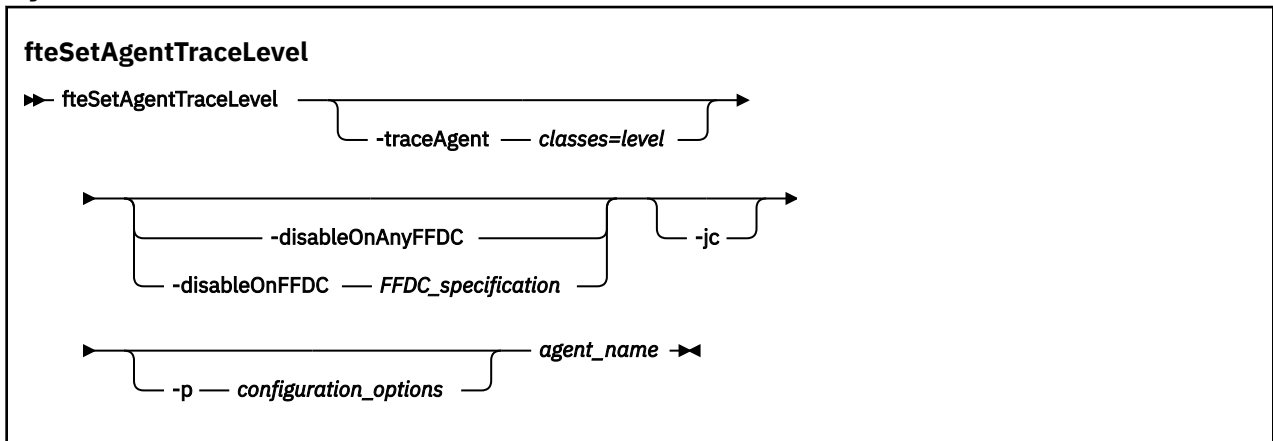 fteSetAgentTraceLevel
fteSetAgentTraceLevel
-traceAgent classes=level
-disableOnAnyFFDC
-jc
-disableOnFFDC FFDC_specification
agent_name
-p configuration_options